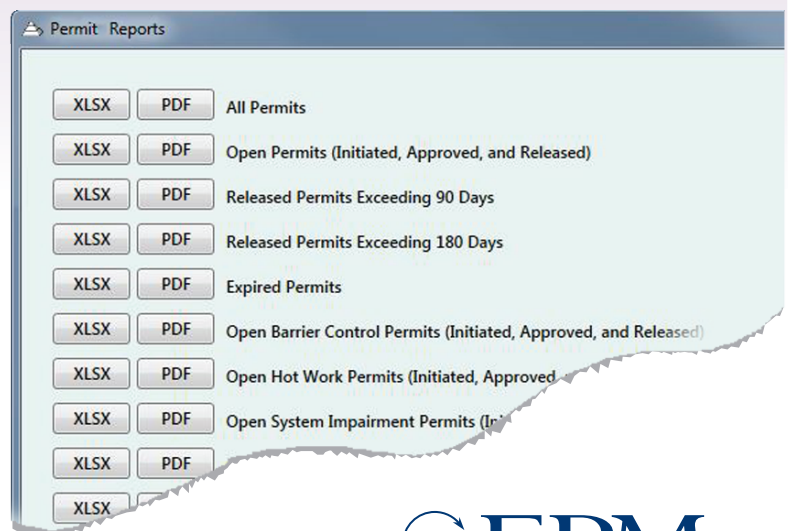 Permit Reports
XLSX PDF All Permits
XLSX PDF Open Permits (Initiated, Approved, and Released)
XLSX PDF Released Permits Exceeding 90 Days
XLSX PDF Released Permits Exceeding 180 Days
XLSX PDF Expired Permits
XLSX PDF Open Barrier Control Permits (Initiated, Approved, and Released)
XLSX PDF Open Hot Work Permits (Initiated, Approved
XLSX PDF Open System Impairment Permits (
XLSX PDF
XLSX
EPM